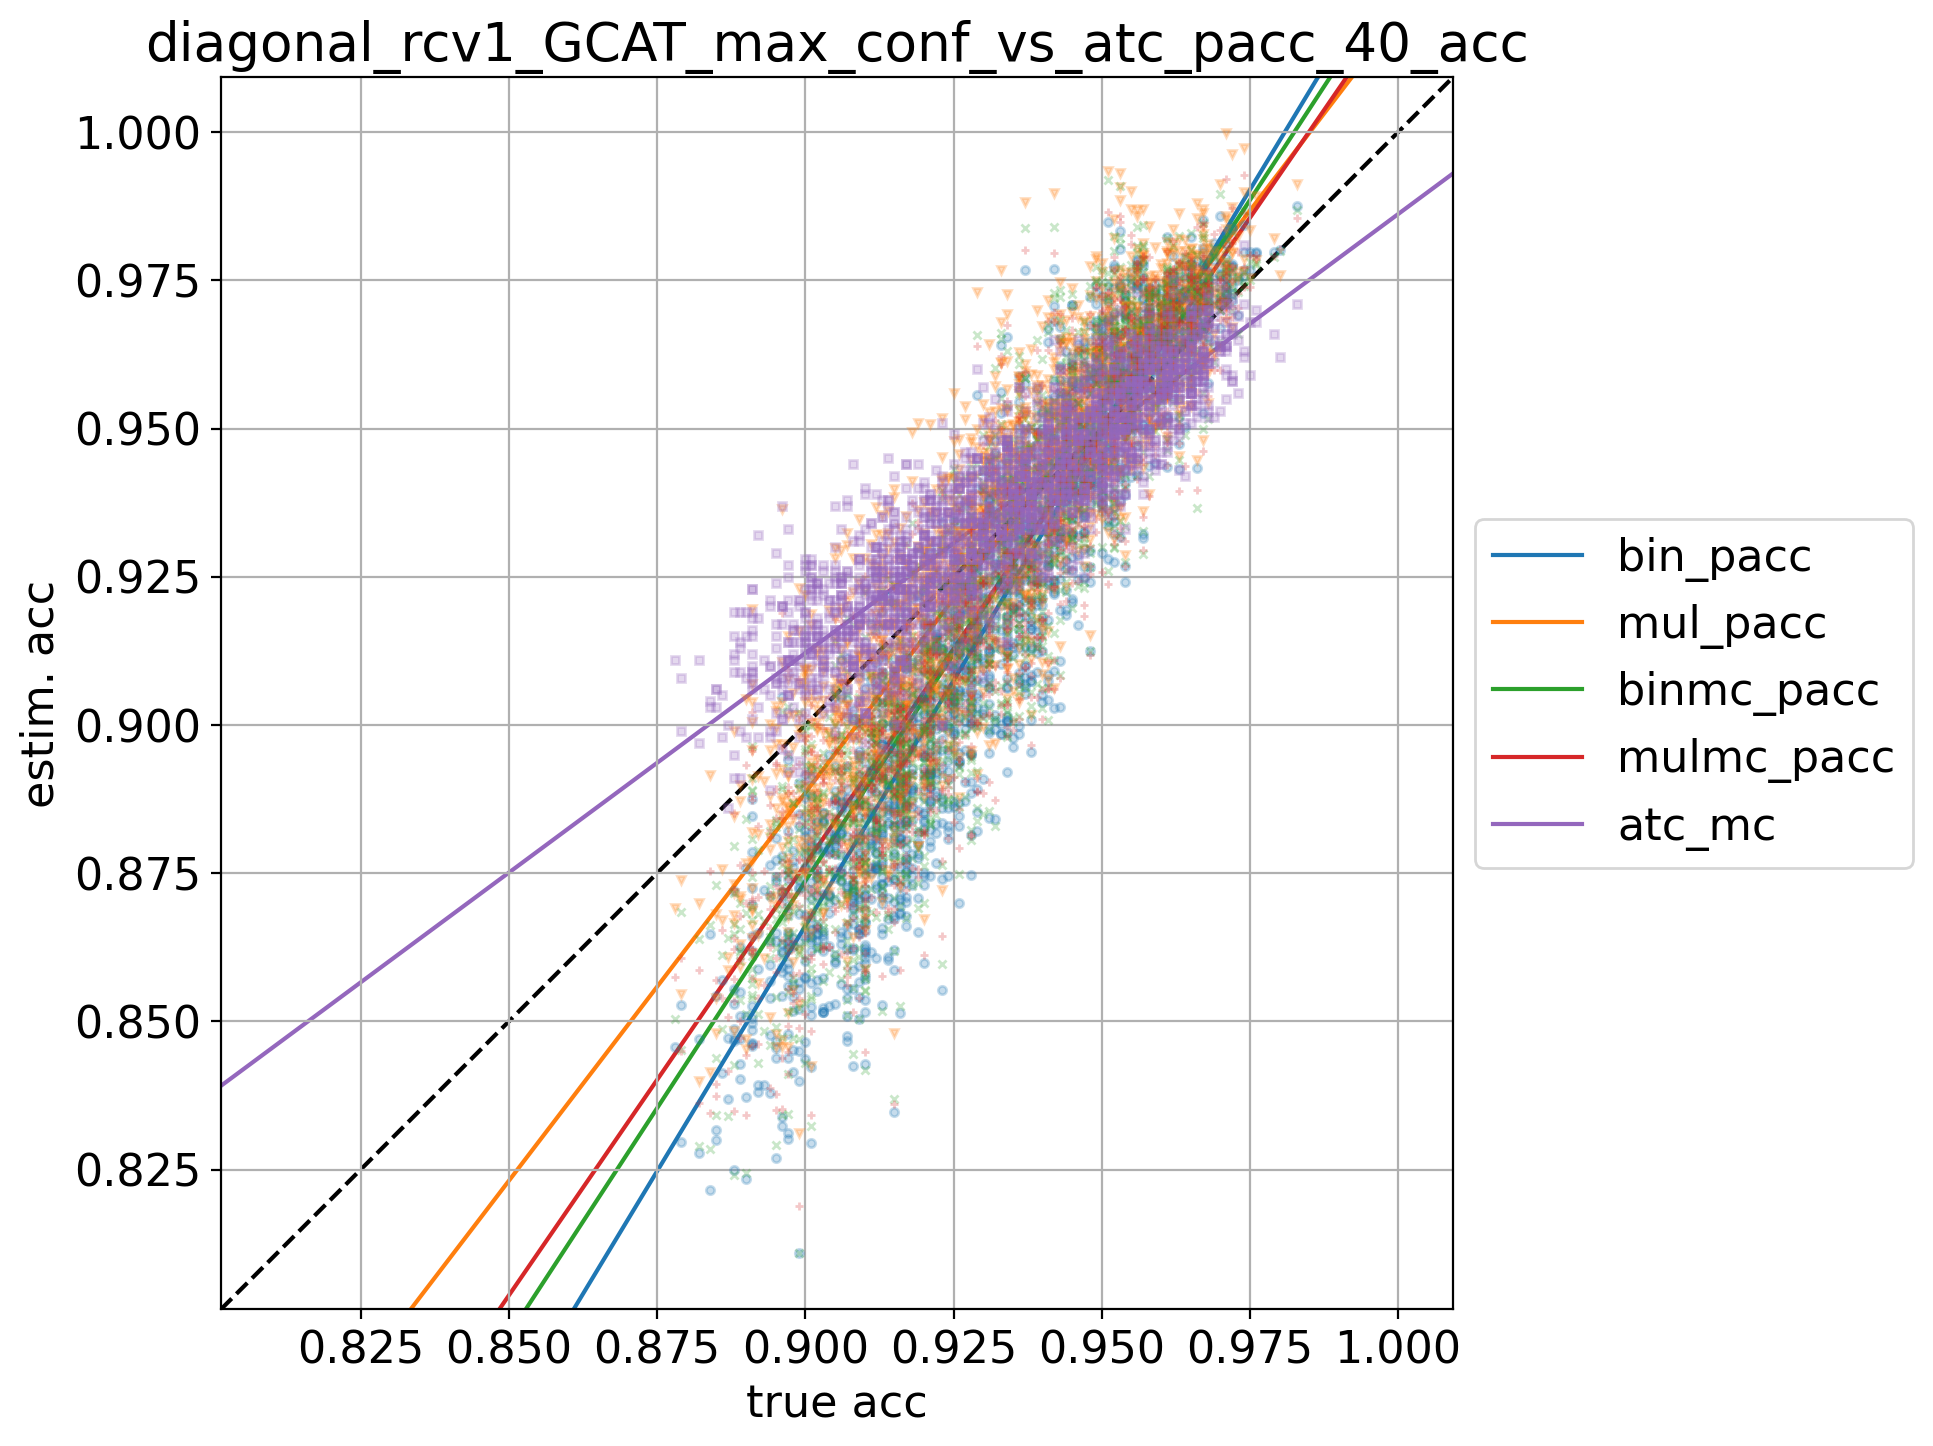 diagonal_rcv1_GCAT_max_conf_vs_atc_pacc_40_acc
1.000
0.975
0.950
0.925
0.900
0.875
0.850
0.825
estim. acc
0.825 0.850 0.875 0.900 0.925 0.950 0.975 1.000
true acc
bin_pacc
mul_pacc
binmc_pacc
mulmc_pacc
atc_mc